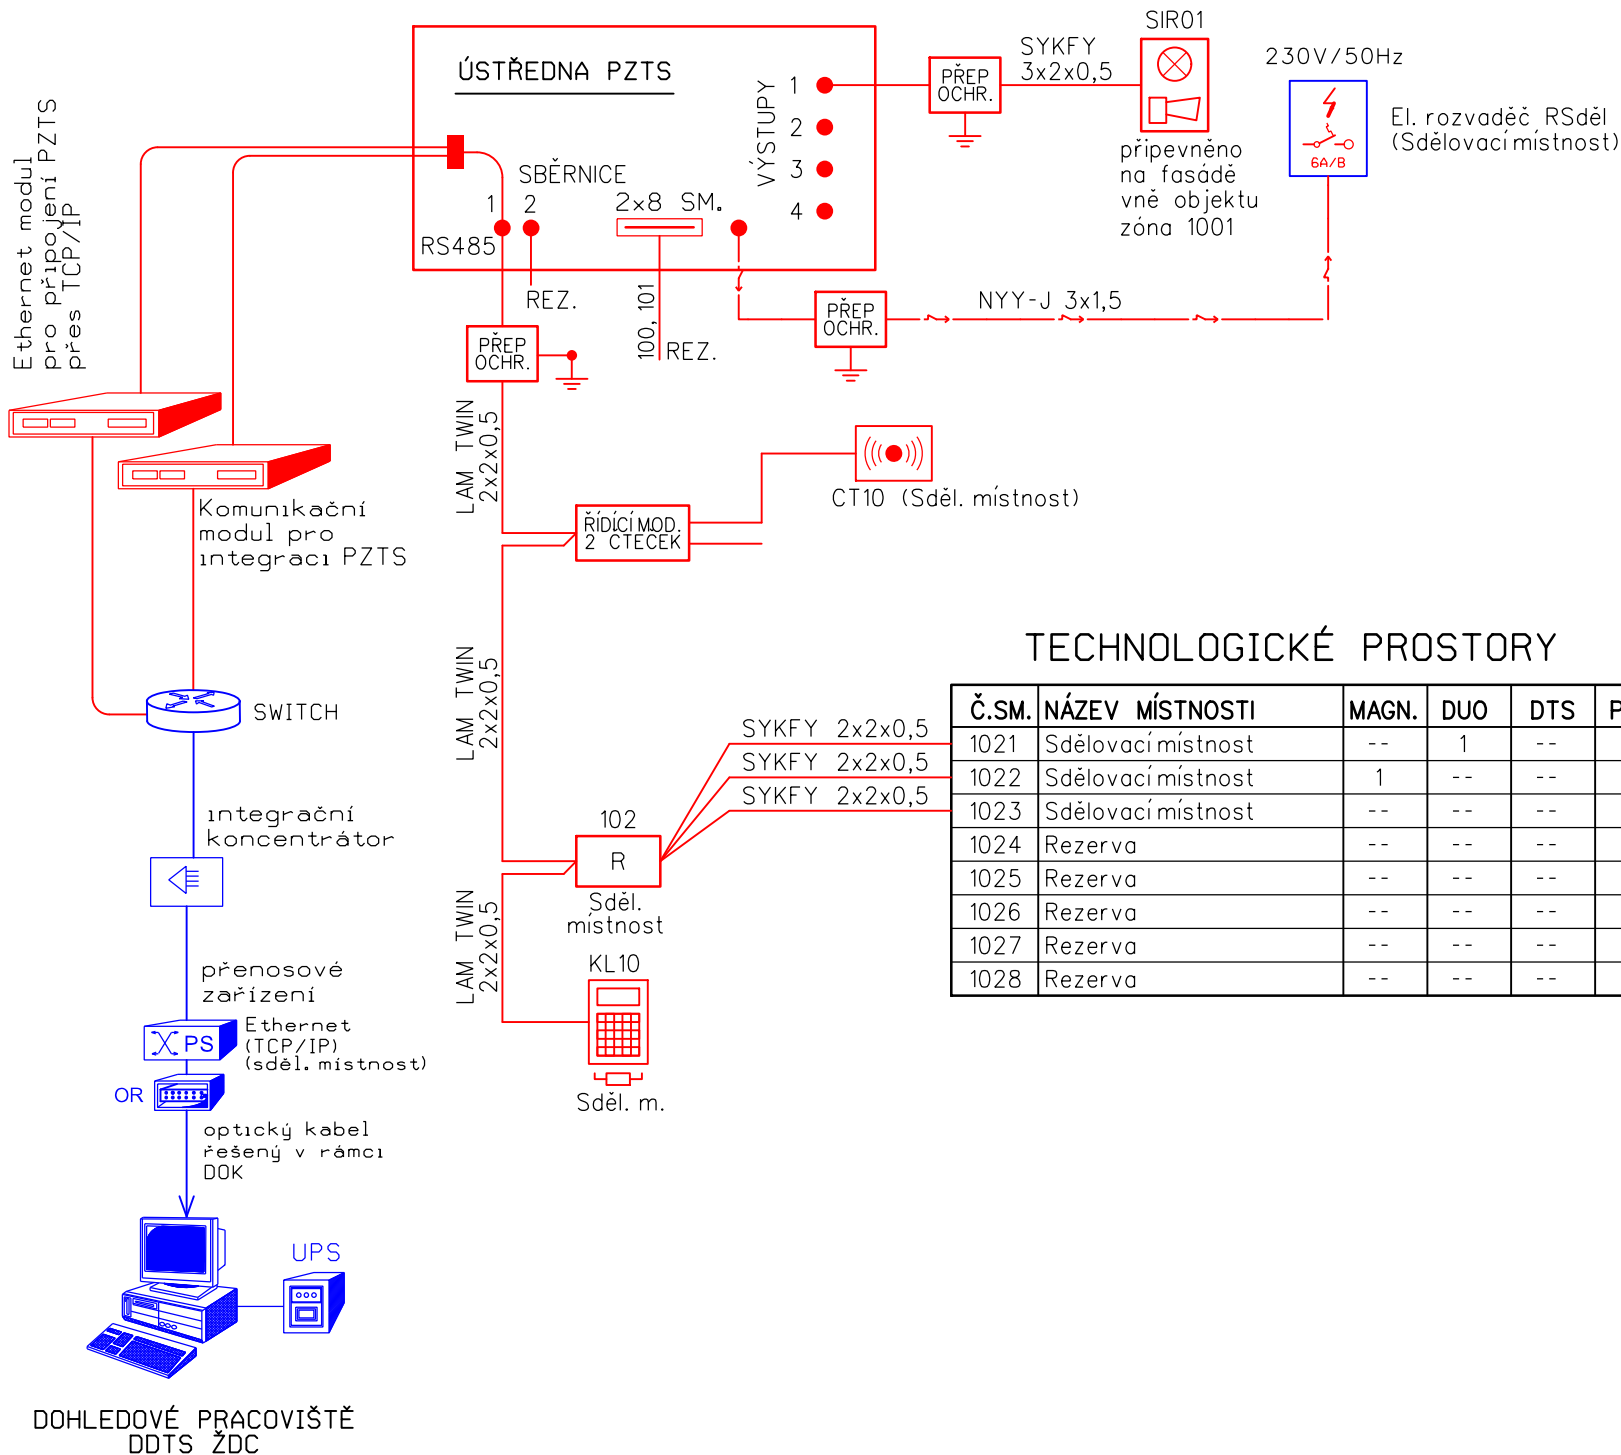 ÚSTŘEDNA PZTS
SBĚRNICE
1 2
RS485
REZ.
2x8 SM.
100, 101
REZ.
VÝSTUPY
1
2
3
4
PŘEP
OCHR.
SYKFY
3x2x0,5
SIR01
připevněno
na fasádě
vně objektu
zóna 1001
230V/50Hz
6A/B
El. rozvaděč RSděl
(Sdělovací místnost)
PŘEP
OCHR.
NYY-J 3x1,5
PŘEP
OCHR.
Ethernet modul
pro připojení PZTS
přes TCP/IP
Komunikační
modul pro
integraci PZTS
LAM TWIN
2x2x0,5
ŘÍDÍCÍ MOD.
2 ČTEČEK
CT10 (Sděl. místnost)
LAM TWIN
2x2x0,5
SWITCH
integrační
koncentrátor
přenosové
zařízení
PS
Ethernet
(TCP/IP)
(sděl. místnost)
OR
optický kabel
řešený v rámci
DOK
UPS
DOHLEDOVÉ PRACOVIŠTĚ
DDTS ŽDC
102
R
Sděl.
místnost
LAM TWIN
2x2x0,5
KL10
Sděl. m.
SYKFY 2x2x0,5
SYKFY 2x2x0,5
SYKFY 2x2x0,5
TECHNOLOGICKÉ PROSTORY
Č.SM. NÁZEV MÍSTNOSTI MAGN. DUO DTS P
1021 Sdělovací místnost -- 1 --
1022 Sdělovací místnost 1 -- --
1023 Sdělovací místnost -- -- --
1024 Rezerva -- -- --
1025 Rezerva -- -- --
1026 Rezerva -- -- --
1027 Rezerva -- -- --
1028 Rezerva -- -- --